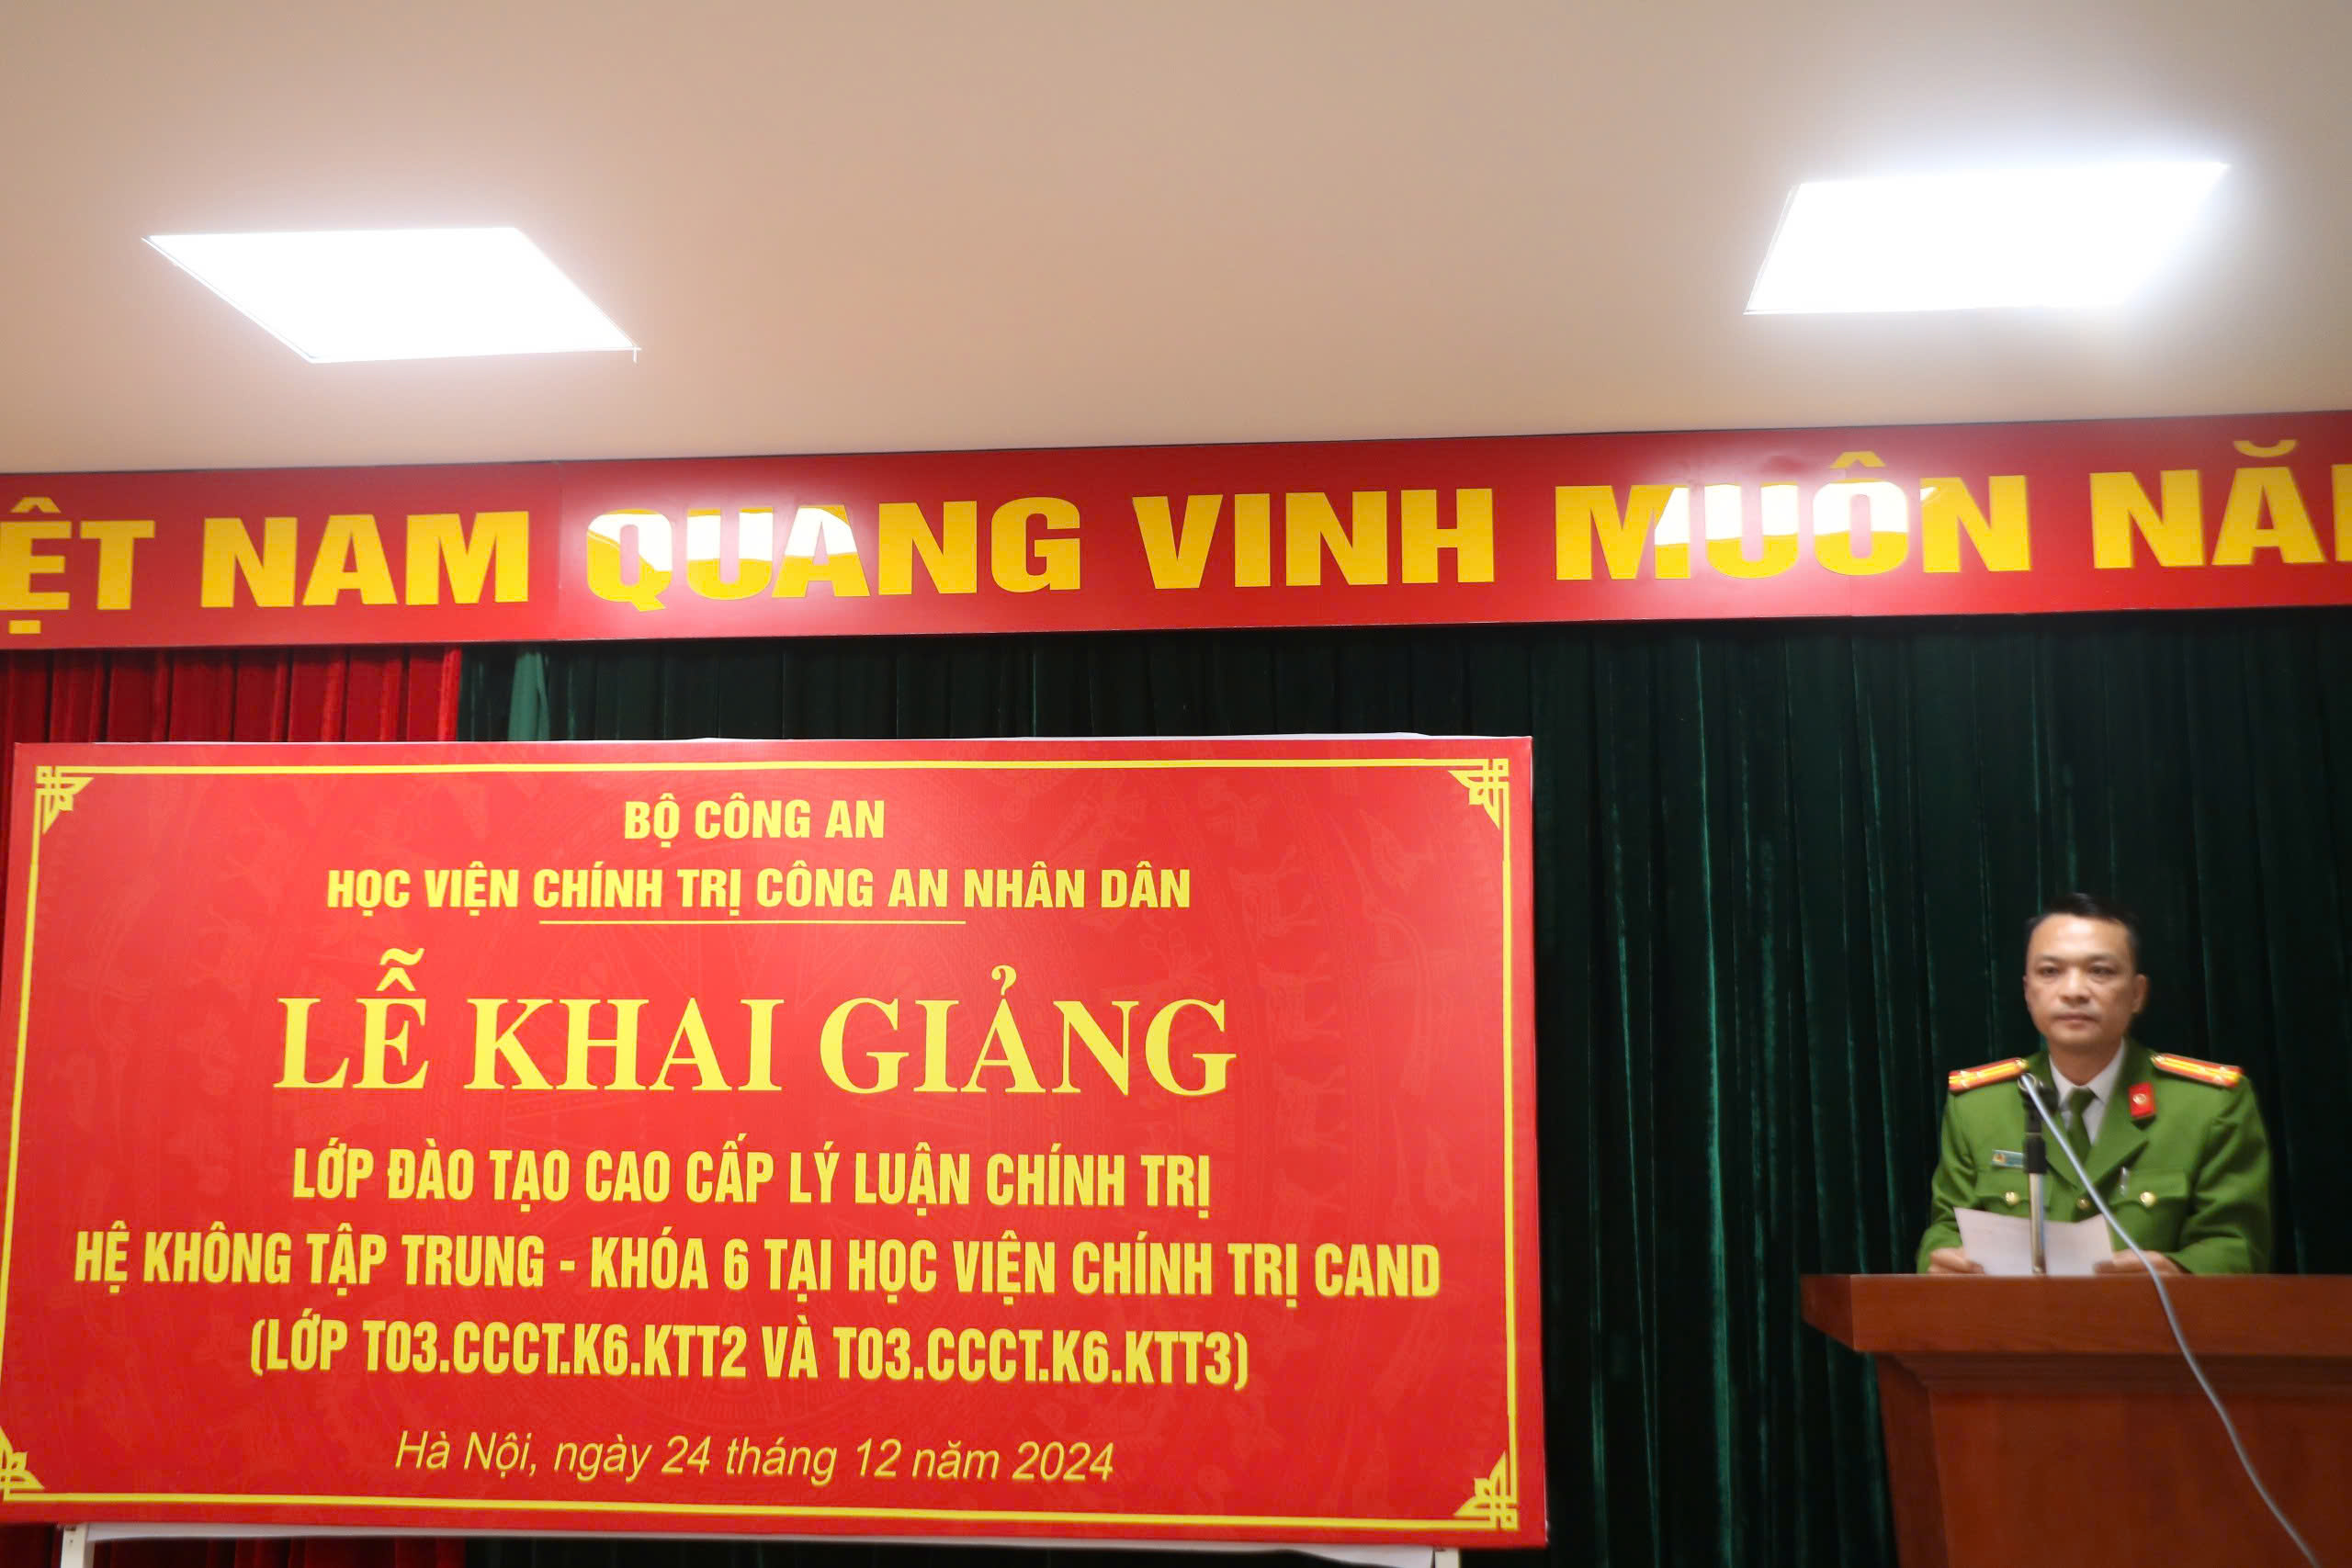 NAM QUANG VINH MUÔN
BỘ CÔNG AN
HỌC VIỆN CHÍNH TRỊ CÔNG AN NHÂN DÂN
LỄ KHAI GIẢNG
LỚP ĐÀO TẠO CAO CẤP LÝ LUẬN CHÍNH TRỊ
HỆ KHÔNG TẬP TRUNG - KHÓA 6 TẠI HỌC VIỆN CHÍNH TRỊ CAND
(LỚP T03.CCCT.K6.KTT2 VÀ T03.CCCT.K6.KTT3)
Hà Nội, ngày 24 tháng 12 năm 2024